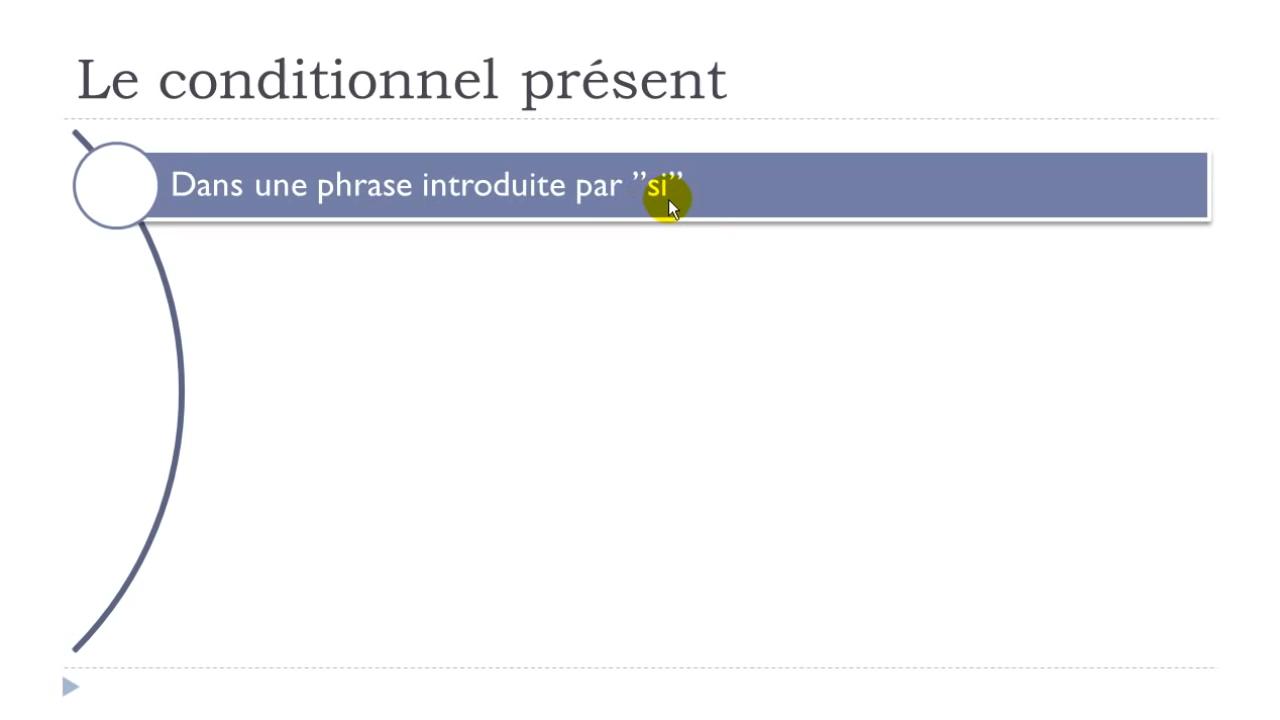 Le conditionnel présent
Dans une phrase introduite par ”si”